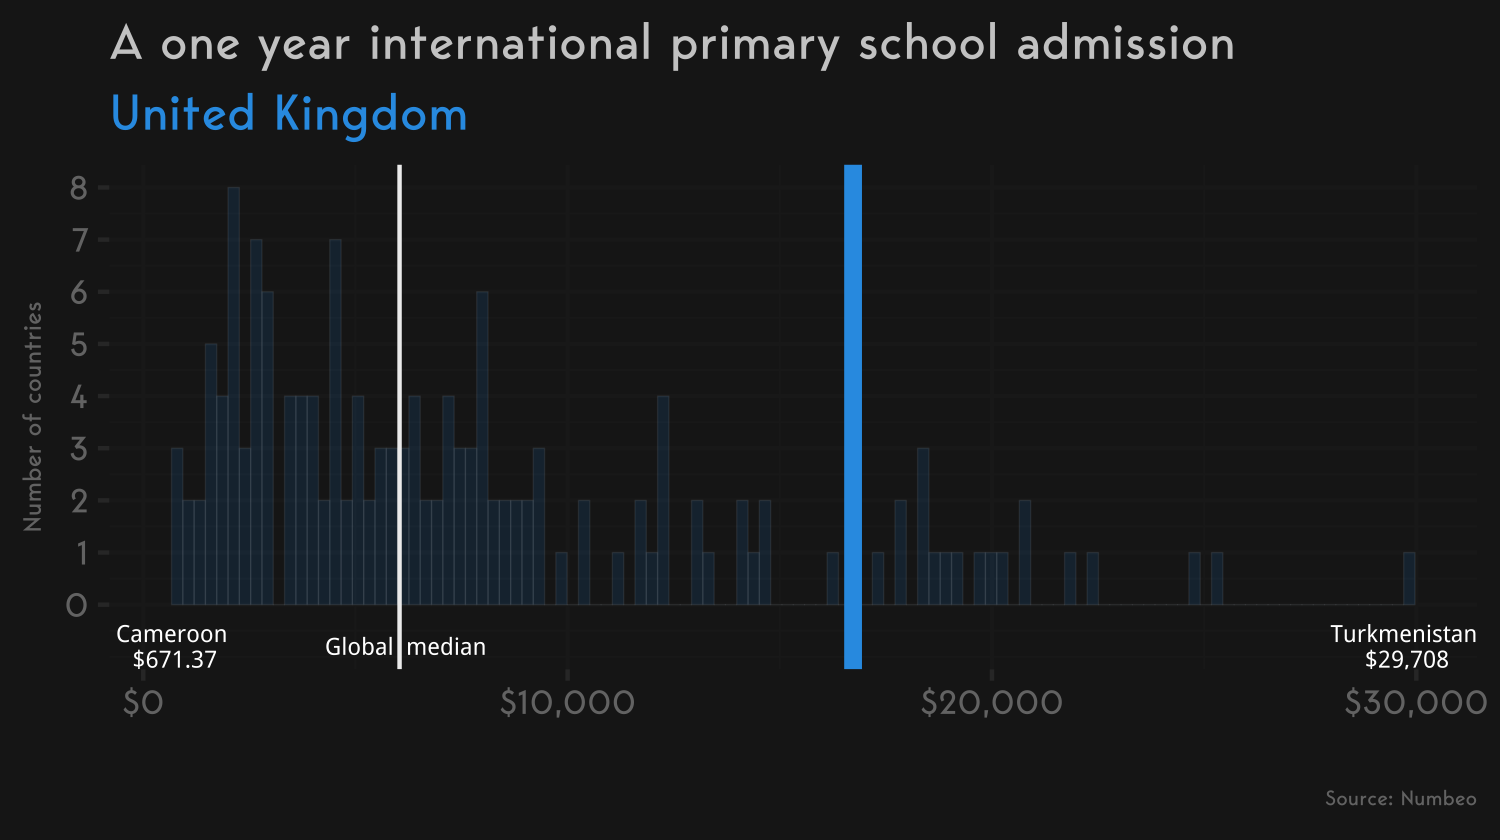 A one year international primary school admission
United Kingdom
Number of countries
8
7
6
5
4
3
2
1
0
Cameroon
$671.37
Global median
Turkmenistan
$29,708
$0 $10,000 $20,000 $30,000
Source: Numbeo